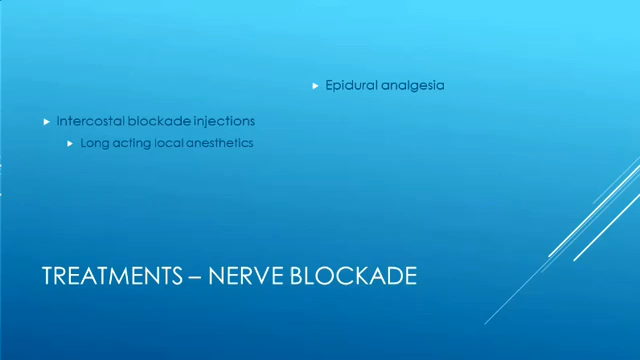 Intercostal blockade injections
Long acting local anesthetics
Epidural analgesia
TREATMENTS – NERVE BLOCKADE